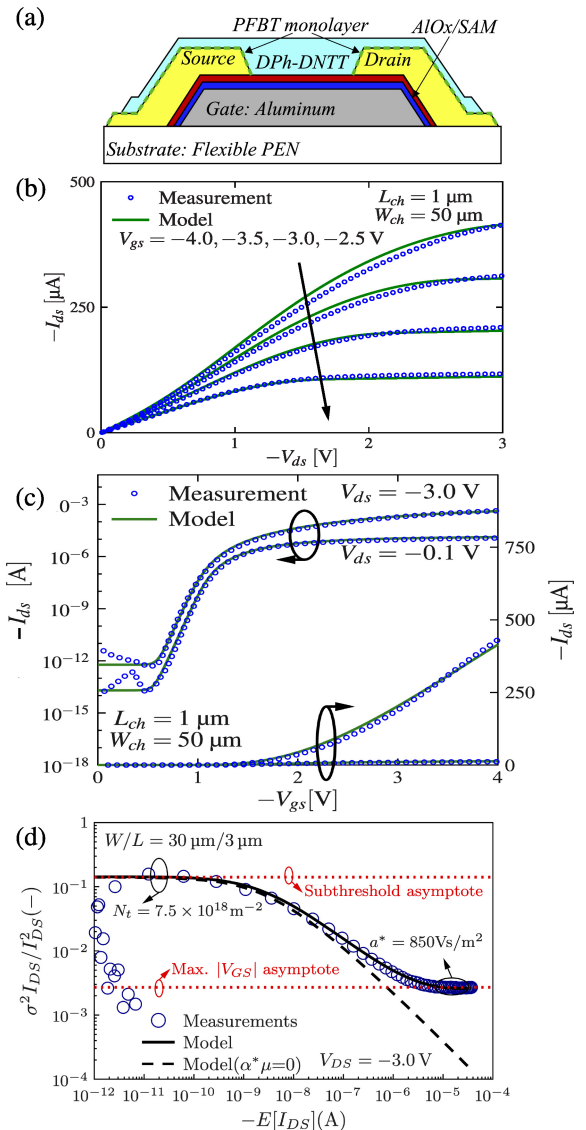 (a)
PFBT monolayer
AlOx/SAM
Source
DPh-DNTT
Drain
Gate: Aluminum
Substrate: Flexible PEN
(b)
500
250
0
−I_ds [µA]
Measurement
Model
V_gs = −4.0, −3.5, −3.0, −2.5 V
L_ch = 1 µm
W_ch = 50 µm
0 1 2 3
−V_ds [V]
(c)
Measurement
Model
V_ds = −3.0 V
V_ds = −0.1 V
10^−3
10^−6
10^−9
10^−12
10^−15
10^−18
−I_ds [A]
750
500
250
0
−I_ds [µA]
L_ch = 1 µm
W_ch = 50 µm
0 1 2 3 4
−V_gs[V]
(d)
W/L = 30 µm/3 µm
1
10^−1
10^−2
10^−3
10^−4
σ^2 I_DS/I^2_DS(−)
Subthreshold asymptote
N_t = 7.5 × 10^18 m^−2
a* = 850Vs/m^2
Max. |V_GS| asymptote
Measurements
Model
Model(α*µ=0)
V_DS = −3.0 V
10^−12 10^−11 10^−10 10^−9 10^−8 10^−7 10^−6 10^−5 10^−4
−E[I_DS](A)